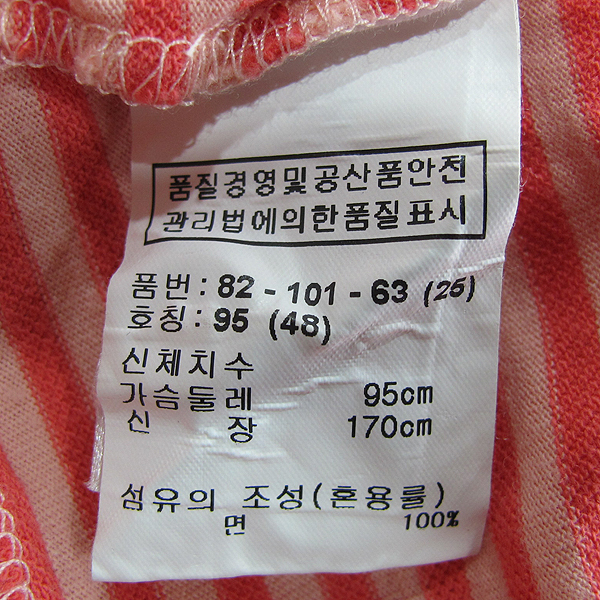 품질경영및공산품안전
관리법에의한품질표시
품번: 82 - 101 - 63 (25)
호칭: 95 (48)
신체치수
가슴둘레 95cm
신 장 170cm
섬유의 조성(혼용률)
면 100%